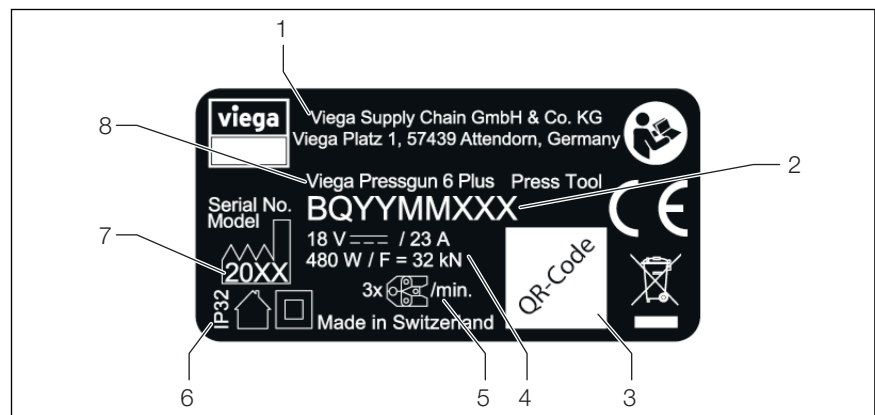 1
viega
Viega Supply Chain GmbH & Co. KG
Viega Platz 1, 57439 Attendorn, Germany
8
2
Viega Pressgun 6 Plus Press Tool
Serial No.
Model
BQYYMMXXX
CE
7
18 V / 23 A
480 W / F = 32 kN
20XX
QR-Code
3x /min.
IP32
Made in Switzerland
6
5
4
3